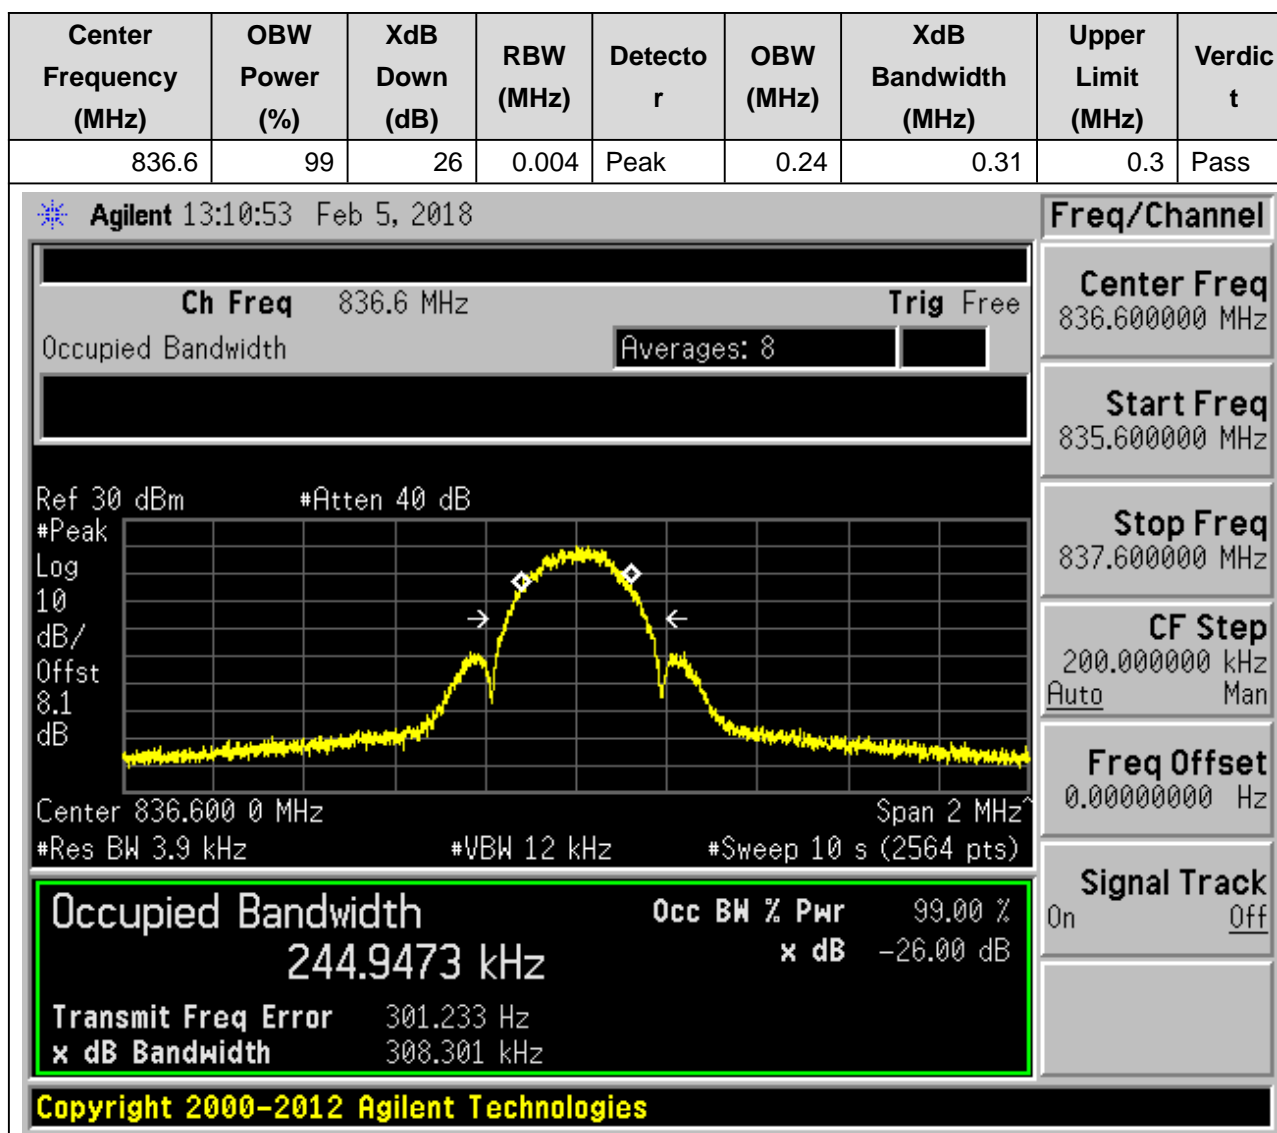 Center Frequency (MHz) OBW Power (%) XdB Down (dB) RBW (MHz) Detecto r OBW (MHz) XdB Bandwidth (MHz) Upper Limit (MHz) Verdic t
836.6 99 26 0.004 Peak 0.24 0.31 0.3 Pass
Agilent 13:10:53 Feb 5, 2018
Ch Freq 836.6 MHz Trig Free
Occupied Bandwidth Averages: 8
Ref 30 dBm #Atten 40 dB
#Peak
Log
10
dB/
Offst
8.1
dB
Center 836.600 0 MHz Span 2 MHz^
#Res BW 3.9 kHz #VBW 12 kHz #Sweep 10 s (2564 pts)
Occupied Bandwidth Occ BW % Pwr 99.00 %
244.9473 kHz x dB -26.00 dB
Transmit Freq Error 301.233 Hz
x dB Bandwidth 308.301 kHz
Copyright 2000-2012 Agilent Technologies
Freq/Channel
Center Freq
836.600000 MHz
Start Freq
835.600000 MHz
Stop Freq
837.600000 MHz
CF Step
200.000000 kHz
Auto Man
Freq Offset
0.00000000 Hz
Signal Track
On Off